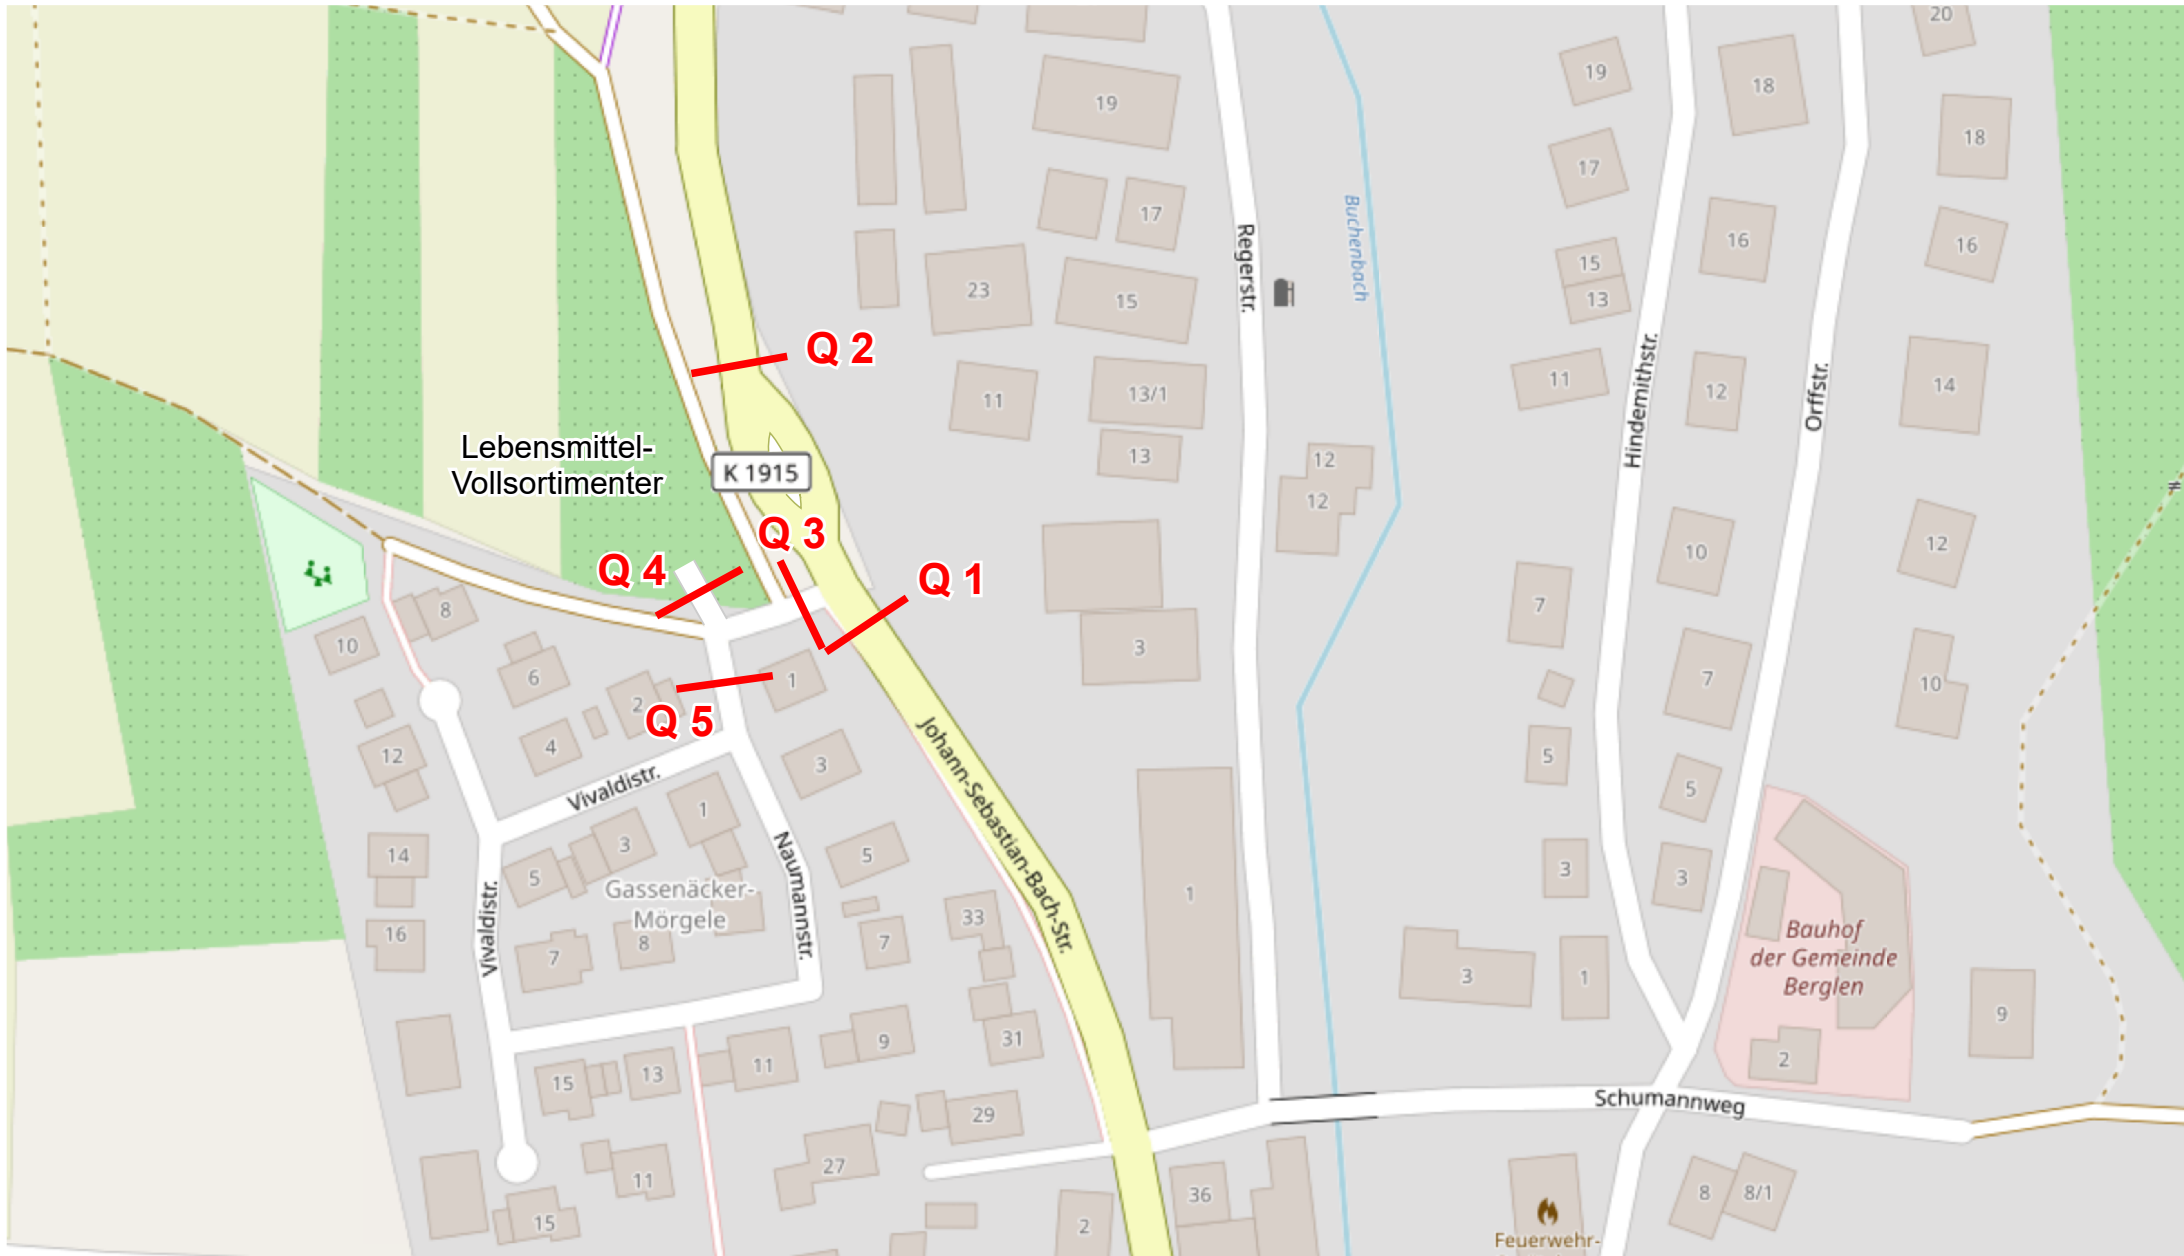 20
19
18
19
18
17
17
16
16
Regerstr.
Buchenbach
15
13
23
15
Q 2
Hindemithstr.
Orffstr.
11
13/1
11
12
14
Lebensmittel-
Vollsortimenter
K 1915
13
12
12
Q 3
10
12
Q 4
Q 1
7
8
10
3
6
1
7
10
2
Q 5
4
12
3
5
5
Johann-Sebastian-Bach-Str.
Vivaldistr.
1
3
14
5
5
Naumannstr.
3
3
Gassenäcker-
Mörgele
1
Vivaldistr.
16
33
7
8
7
Bauhof
der Gemeinde
Berglen
3
1
9
9
31
11
2
15
13
Schumannweg
29
27
11
36
8
8/1
15
2
Feuerwehr-